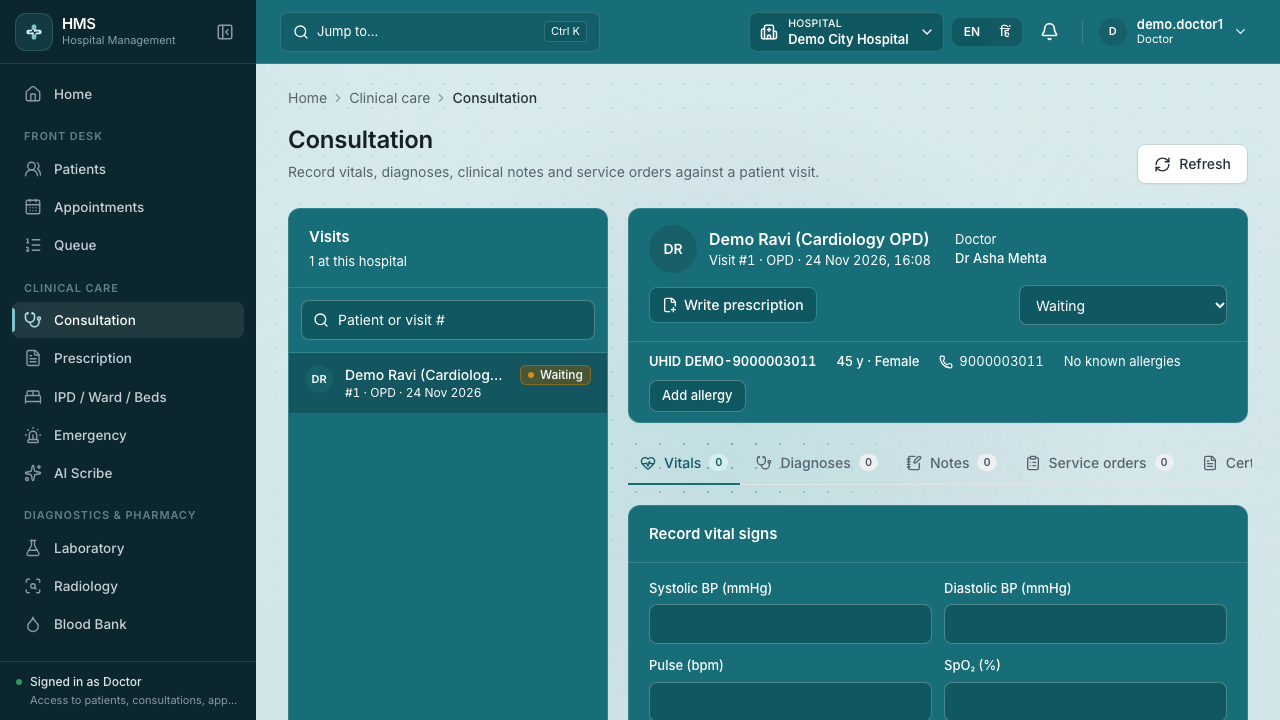 HMS
Hospital Management
Home
FRONT DESK
Patients
Appointments
Queue
CLINICAL CARE
Consultation
Prescription
IPD / Ward / Beds
Emergency
AI Scribe
DIAGNOSTICS & PHARMACY
Laboratory
Radiology
Blood Bank
Signed in as Doctor
Access to patients, consultations, app...
Jump to...
Ctrl K
HOSPITAL
Demo City Hospital
EN
हिं
D
demo.doctor1
Doctor
Home > Clinical care > Consultation
Consultation
Record vitals, diagnoses, clinical notes and service orders against a patient visit.
Refresh
Visits
1 at this hospital
Patient or visit #
DR
Demo Ravi (Cardiolog...
Waiting
#1 · OPD · 24 Nov 2026
DR
Demo Ravi (Cardiology OPD)
Visit #1 · OPD · 24 Nov 2026, 16:08
Doctor
Dr Asha Mehta
Write prescription
Waiting
UHID DEMO-9000003011 45 y · Female 9000003011 No known allergies
Add allergy
Vitals 0 Diagnoses 0 Notes 0 Service orders 0 Cert
Record vital signs
Systolic BP (mmHg) Diastolic BP (mmHg)
Pulse (bpm) SpO₂ (%)